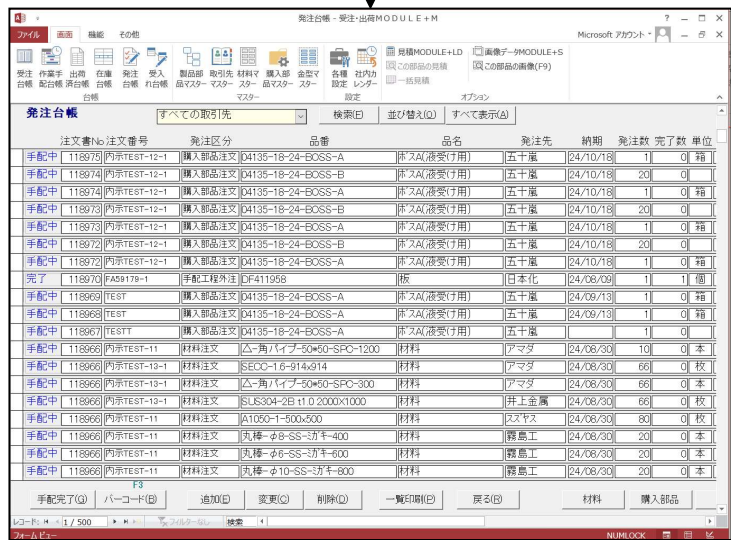 発注台帳 - 受注・出荷MODULE+M
ファイル 画面 機能 その他 Microsoft アカウント
受注台帳 作業手配台帳 出荷済台帳 在庫台帳 発注台帳 受入れ台帳 製品部品マスター 取引先マスター 材料マスター 購入部品マスター 金型マスター 各種設定 社内カレンダー 見積MODULE+LD この部品の見積 一括見積 画像データMODULE+S この部品の画像(F9)
台帳 マスター 設定 オプション
発注台帳 すべての取引先 検索(F) 並び替え(O) すべて表示(A)
注文書No 注文番号 発注区分 品番 品名 発注先 納期 発注数 完了数 単位
手配中 118975 内示TEST-12-1 購入部品注文 04135-18-24-BOSS-A ボスA(液受け用) 五十嵐 24/10/18 1 0 箱
手配中 118974 内示TEST-12-1 購入部品注文 04135-18-24-BOSS-B ボスA(液受け用) 五十嵐 24/10/18 20 0
手配中 118974 内示TEST-12-1 購入部品注文 04135-18-24-BOSS-A ボスA(液受け用) 五十嵐 24/10/18 1 0 箱
手配中 118973 内示TEST-12-1 購入部品注文 04135-18-24-BOSS-B ボスA(液受け用) 五十嵐 24/10/18 20 0
手配中 118973 内示TEST-12-1 購入部品注文 04135-18-24-BOSS-A ボスA(液受け用) 五十嵐 24/10/18 1 0 箱
手配中 118972 内示TEST-12-1 購入部品注文 04135-18-24-BOSS-B ボスA(液受け用) 五十嵐 24/10/18 20 0
手配中 118972 内示TEST-12-1 購入部品注文 04135-18-24-BOSS-A ボスA(液受け用) 五十嵐 24/10/18 1 0 箱
完了 118970 FA59179-1 手配工程外注 DF411958 板 日本化 24/08/09 1 1 個
手配中 118969 TEST 購入部品注文 04135-18-24-BOSS-A ボスA(液受け用) 五十嵐 24/09/13 1 0 箱
手配中 118968 TEST 購入部品注文 04135-18-24-BOSS-A ボスA(液受け用) 五十嵐 24/09/13 1 0 箱
手配中 118967 TESTT 購入部品注文 04135-18-24-BOSS-A ボスA(液受け用) 五十嵐 1 0
手配中 118966 内示TEST-11 材料注文 △-角パイプ-50*50-SPC-1200 材料 アマダ 24/08/30 10 0 本
手配中 118966 内示TEST-13-1 材料注文 SECC-1.6-914x914 材料 アマダ 24/08/30 66 0 枚
手配中 118966 内示TEST-13-1 材料注文 △-角パイプ-50*50-SPC-300 材料 アマダ 24/08/30 66 0 本
手配中 118966 内示TEST-13-1 材料注文 SUS304-2B t1.0 2000X1000 材料 井上金属 24/08/30 66 0 枚
手配中 118966 内示TEST-11 材料注文 A1050-1-500x500 材料 スズヤス 24/08/30 80 0 枚
手配中 118966 内示TEST-11 材料注文 丸棒-φ8-SS-ミガキ-400 材料 霧島工 24/08/30 20 0 本
手配中 118966 内示TEST-11 材料注文 丸棒-φ6-SS-ミガキ-600 材料 霧島工 24/08/30 20 0 本
手配中 118966 内示TEST-11 材料注文 丸棒-φ10-SS-ミガキ-800 材料 霧島工 24/08/30 20 0 本
F3
手配完了(G) バーコード(B) 追加(E) 変更(C) 削除(D) 一覧印刷(P) 戻る(R) 材料 購入部品
レコード: 1 / 500 フィルターなし 検索
フォーム ビュー NUMLOCK